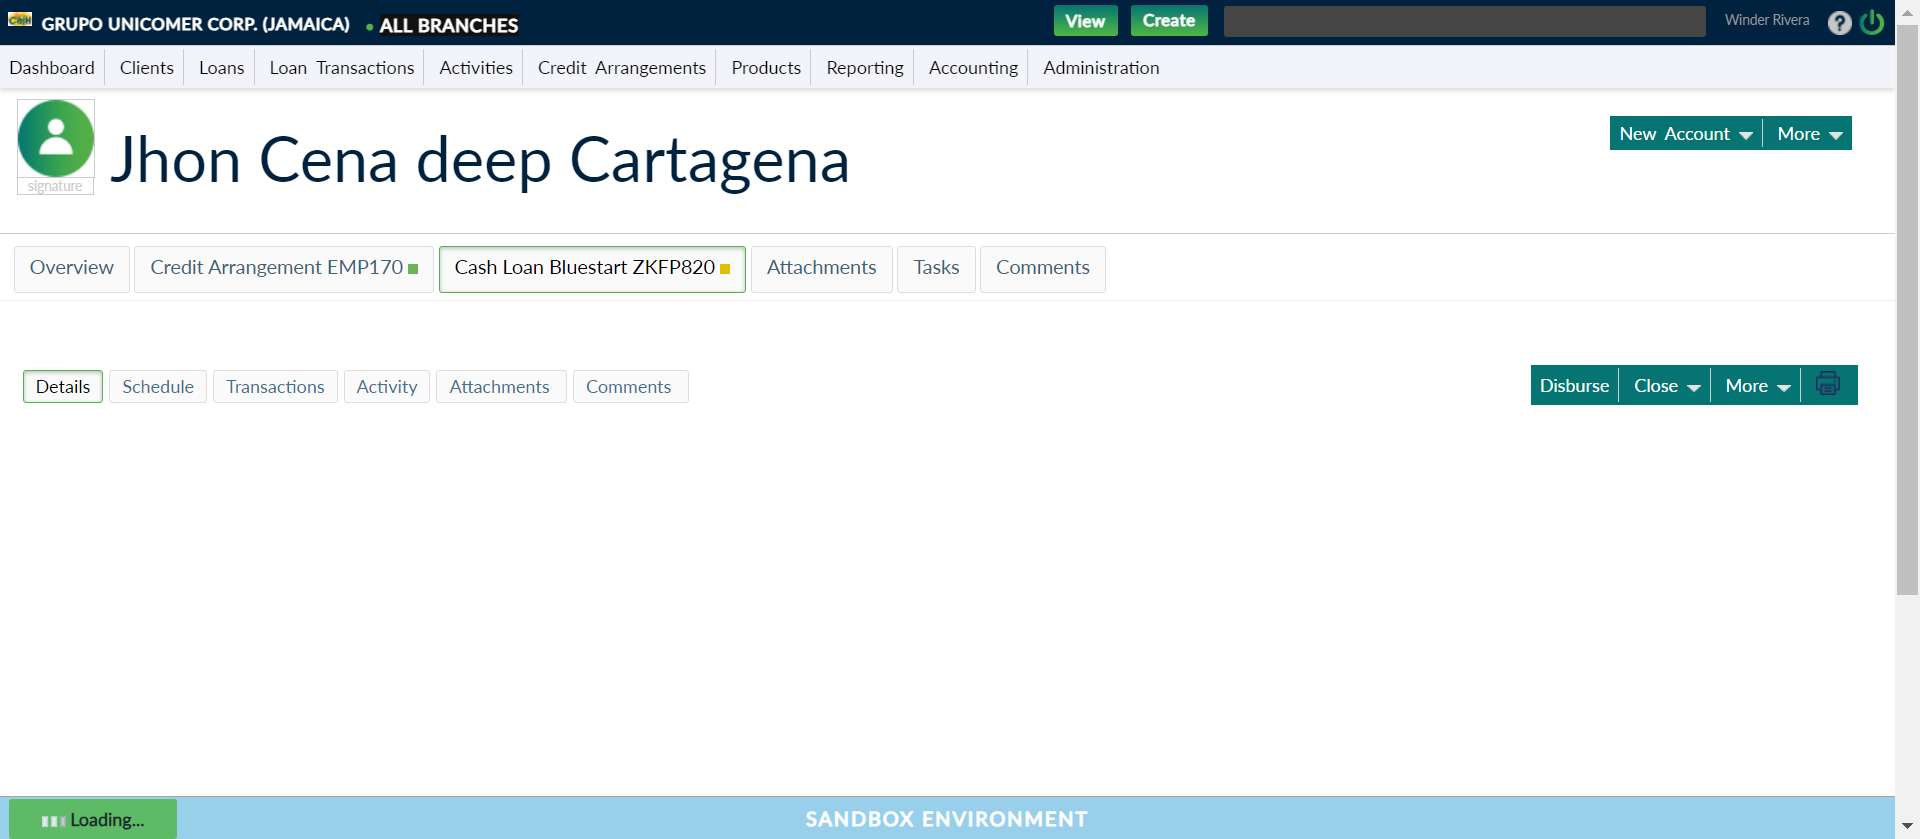 Cash GRUPO UNICOMER CORP. (JAMAICA) • ALL BRANCHES View Create Winder Rivera ?
Dashboard Clients Loans Loan Transactions Activities Credit Arrangements Products Reporting Accounting Administration
signature
Jhon Cena deep Cartagena
New Account More
Overview Credit Arrangement EMP170 Cash Loan Bluestart ZKFP820 Attachments Tasks Comments
Details Schedule Transactions Activity Attachments Comments Disburse Close More
Loading... SANDBOX ENVIRONMENT